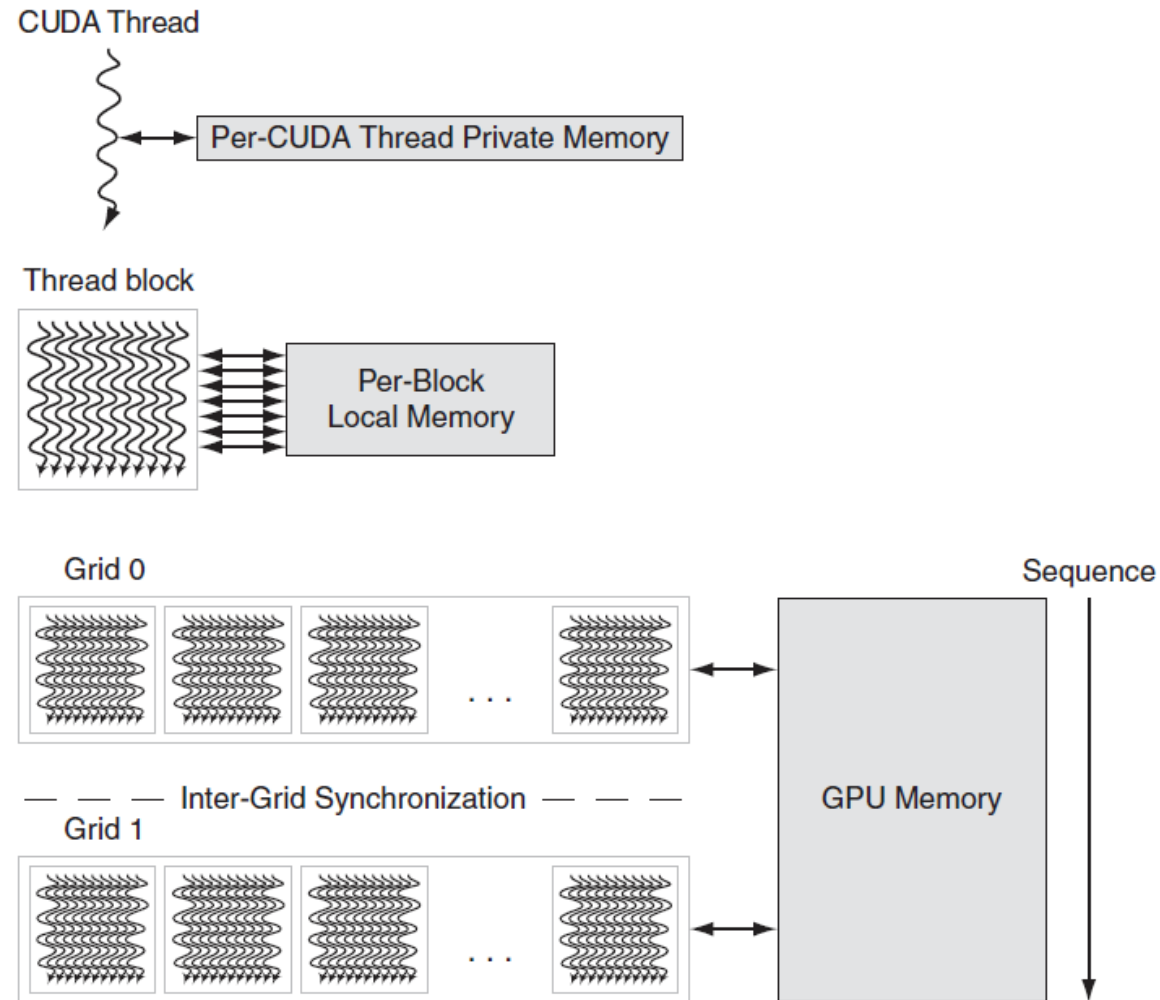 CUDA Thread
Per-CUDA Thread Private Memory
Thread block
Per-Block
Local Memory
Grid 0
Sequence
. . .
Inter-Grid Synchronization
GPU Memory
Grid 1
. . .